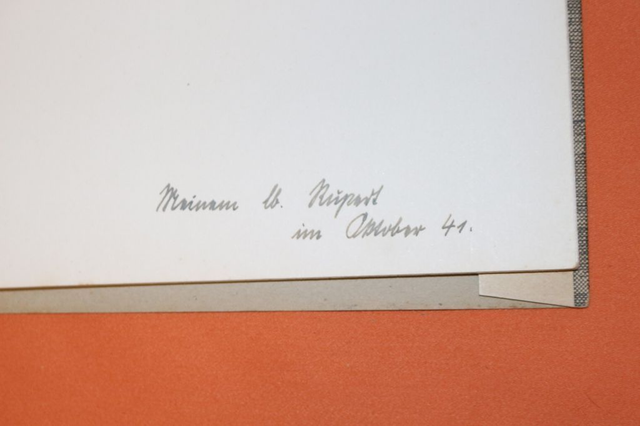 Meinem lb. Rupert
im Oktober 41.